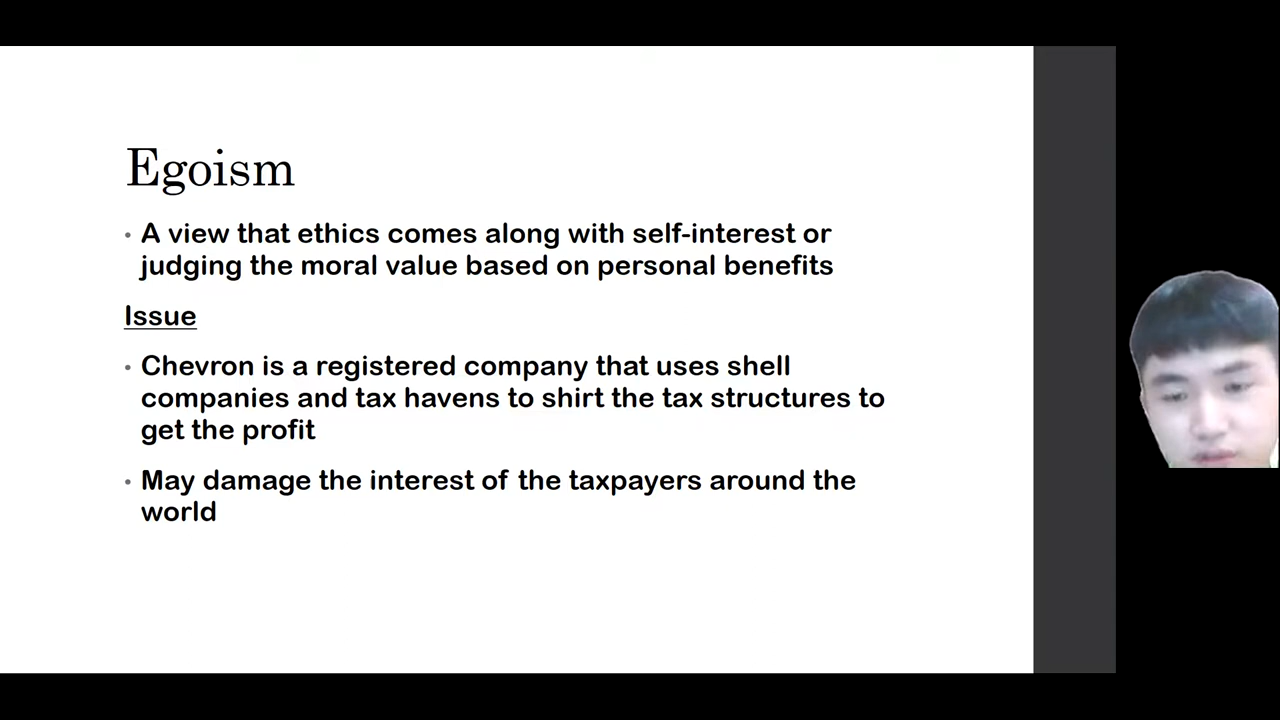 Egoism
• A view that ethics comes along with self-interest or
judging the moral value based on personal benefits
Issue
• Chevron is a registered company that uses shell
companies and tax havens to shirt the tax structures to
get the profit
• May damage the interest of the taxpayers around the
world